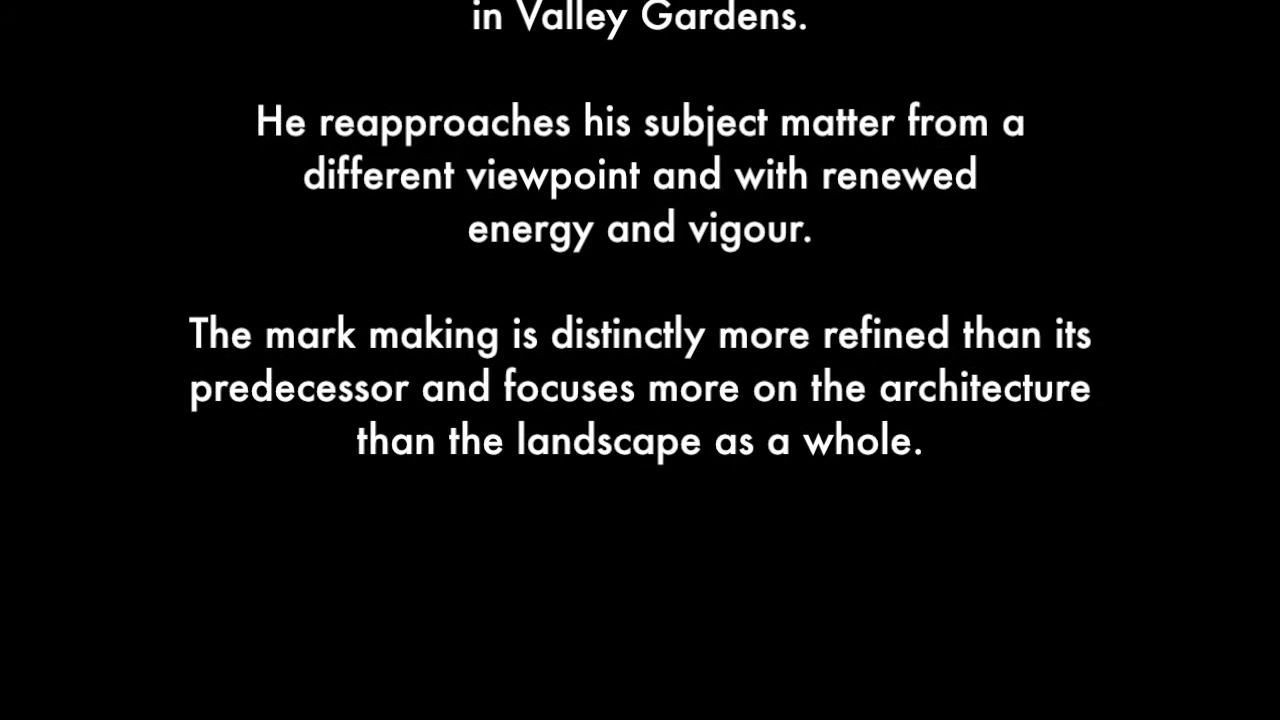 in Valley Gardens.
He reapproaches his subject matter from a
different viewpoint and with renewed
energy and vigour.
The mark making is distinctly more refined than its
predecessor and focuses more on the architecture
than the landscape as a whole.